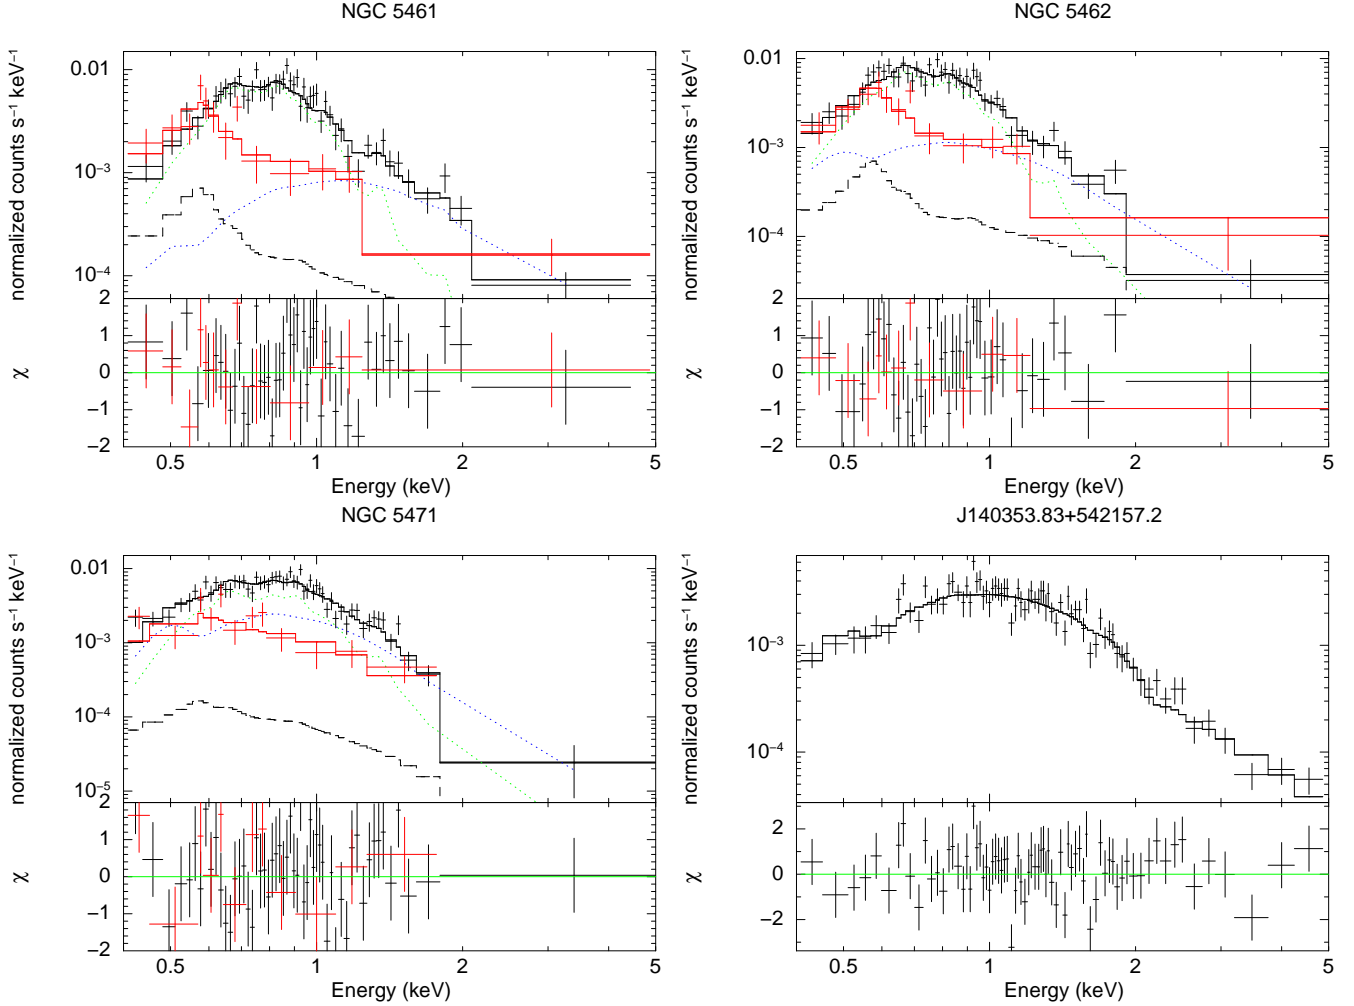 NGC 5461
normalized counts s⁻¹ keV⁻¹
0.01
10⁻³
10⁻⁴
2
1
0
−1
−2
χ
0.5
1
2
5
Energy (keV)
NGC 5462
normalized counts s⁻¹ keV⁻¹
0.01
10⁻³
10⁻⁴
2
1
0
−1
−2
χ
0.5
1
2
5
Energy (keV)
NGC 5471
normalized counts s⁻¹ keV⁻¹
0.01
10⁻³
10⁻⁴
10⁻⁵
2
1
0
−1
−2
χ
0.5
1
2
5
Energy (keV)
J140353.83+542157.2
normalized counts s⁻¹ keV⁻¹
10⁻³
10⁻⁴
2
0
−2
χ
0.5
1
2
5
Energy (keV)